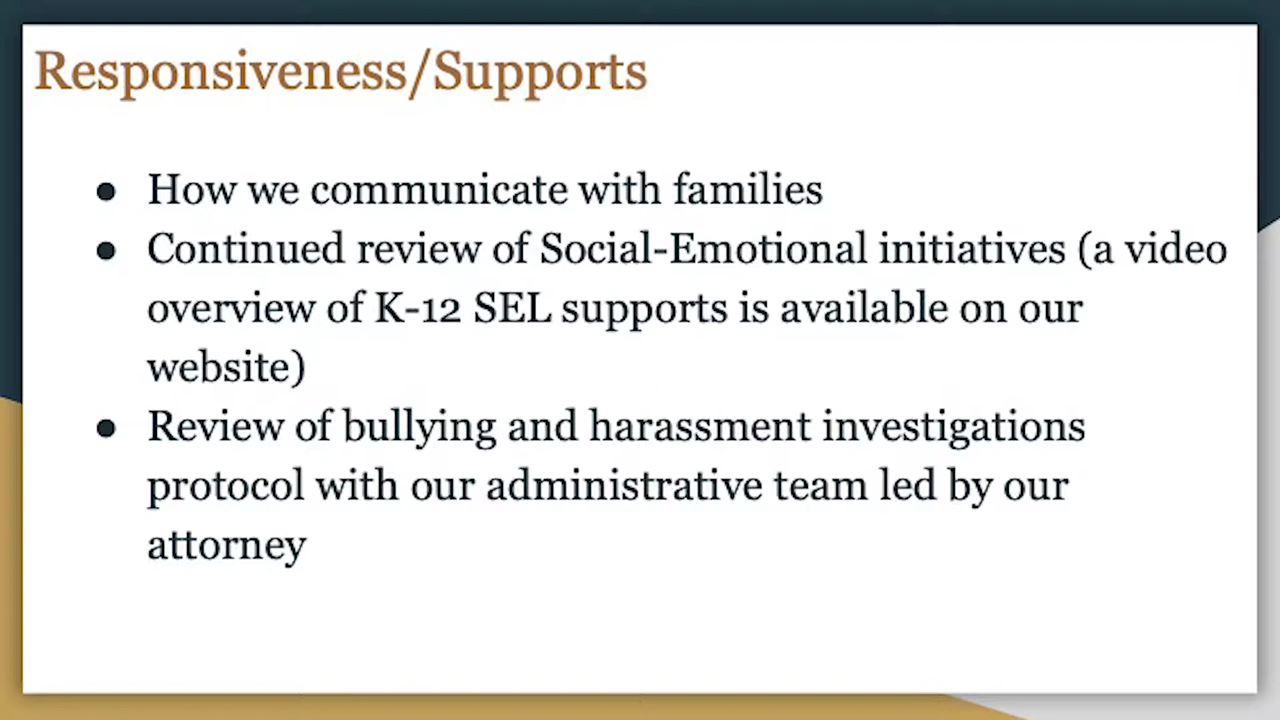 Responsiveness/Supports
● How we communicate with families
● Continued review of Social-Emotional initiatives (a video
overview of K-12 SEL supports is available on our
website)
● Review of bullying and harassment investigations
protocol with our administrative team led by our
attorney